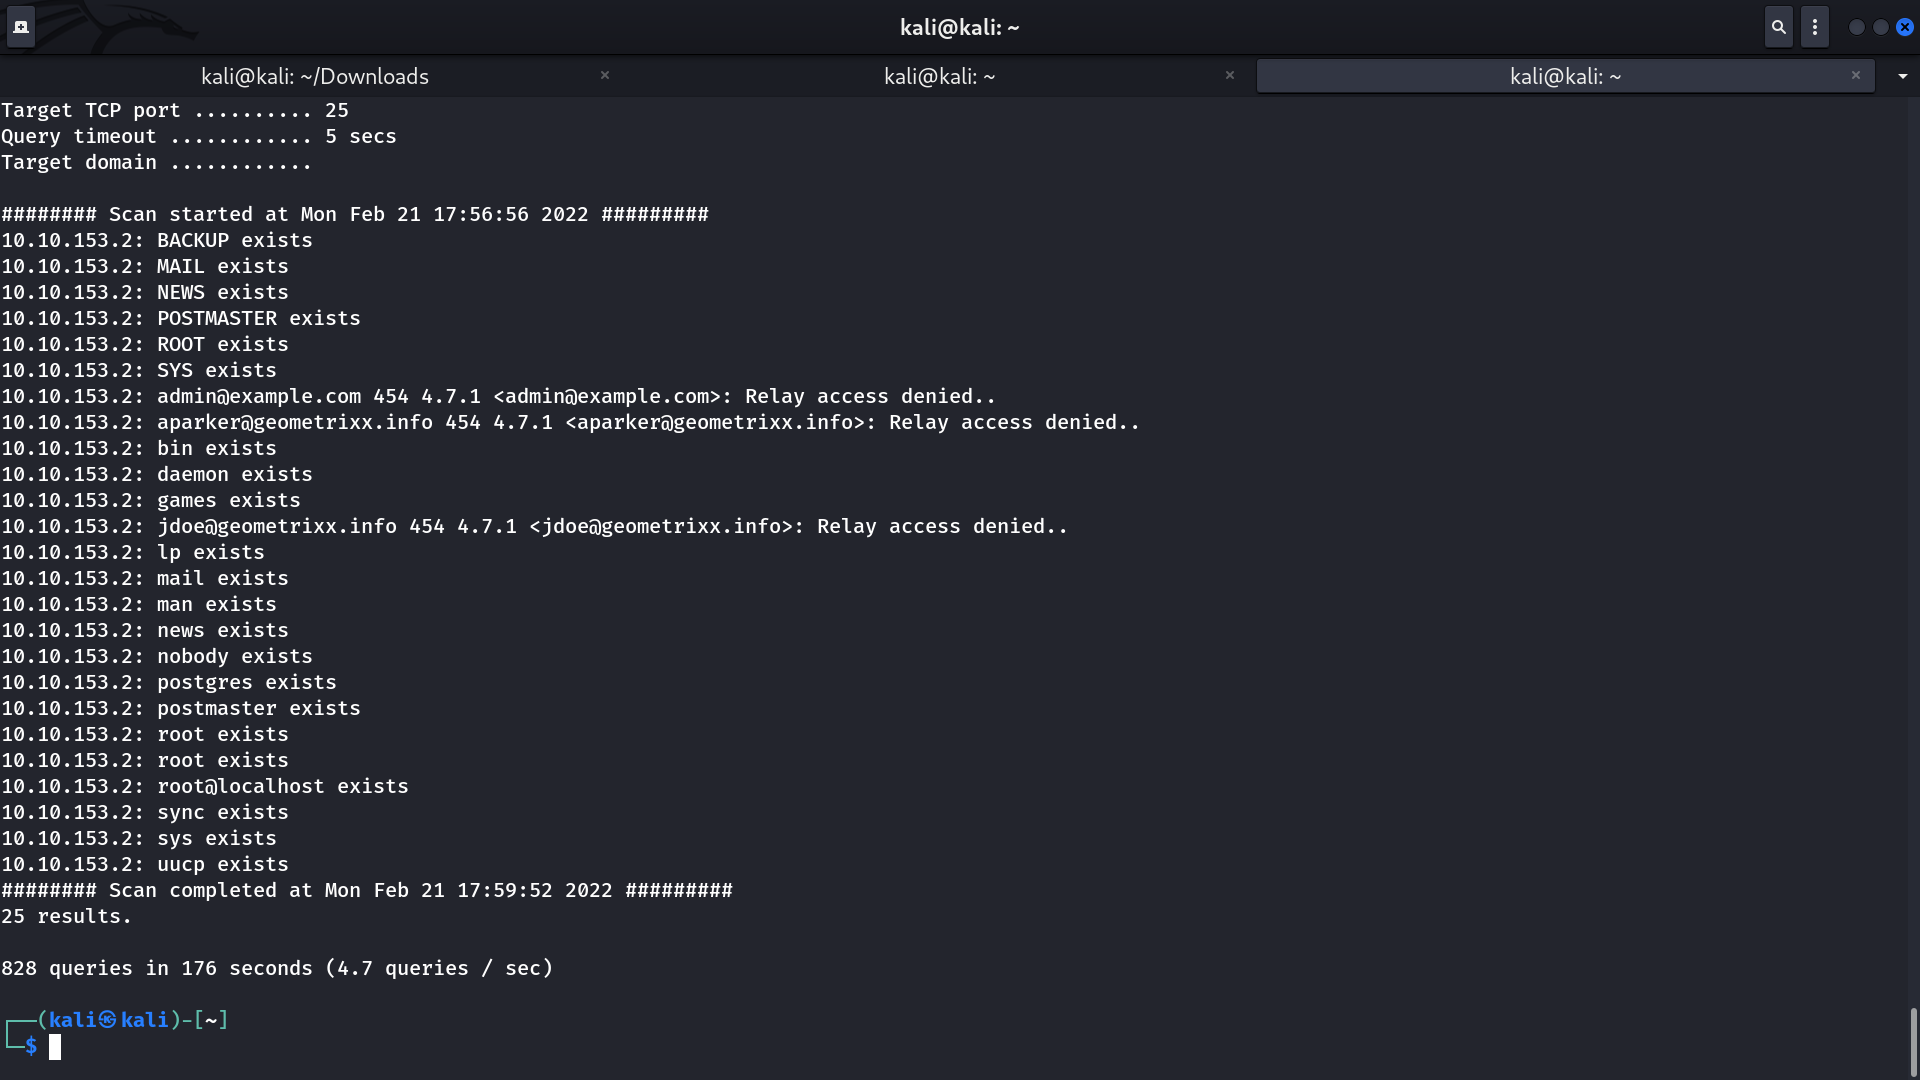 kali@kali: ~
kali@kali: ~/Downloads
kali@kali: ~
kali@kali: ~
Target TCP port .......... 25
Query timeout ............ 5 secs
Target domain ............
######## Scan started at Mon Feb 21 17:56:56 2022 #########
10.10.153.2: BACKUP exists
10.10.153.2: MAIL exists
10.10.153.2: NEWS exists
10.10.153.2: POSTMASTER exists
10.10.153.2: ROOT exists
10.10.153.2: SYS exists
10.10.153.2: admin@example.com 454 4.7.1 <admin@example.com>: Relay access denied..
10.10.153.2: aparker@geometrixx.info 454 4.7.1 <aparker@geometrixx.info>: Relay access denied..
10.10.153.2: bin exists
10.10.153.2: daemon exists
10.10.153.2: games exists
10.10.153.2: jdoe@geometrixx.info 454 4.7.1 <jdoe@geometrixx.info>: Relay access denied..
10.10.153.2: lp exists
10.10.153.2: mail exists
10.10.153.2: man exists
10.10.153.2: news exists
10.10.153.2: nobody exists
10.10.153.2: postgres exists
10.10.153.2: postmaster exists
10.10.153.2: root exists
10.10.153.2: root exists
10.10.153.2: root@localhost exists
10.10.153.2: sync exists
10.10.153.2: sys exists
10.10.153.2: uucp exists
######## Scan completed at Mon Feb 21 17:59:52 2022 #########
25 results.
828 queries in 176 seconds (4.7 queries / sec)
┌──(kali㉿kali)-[~]
└─$